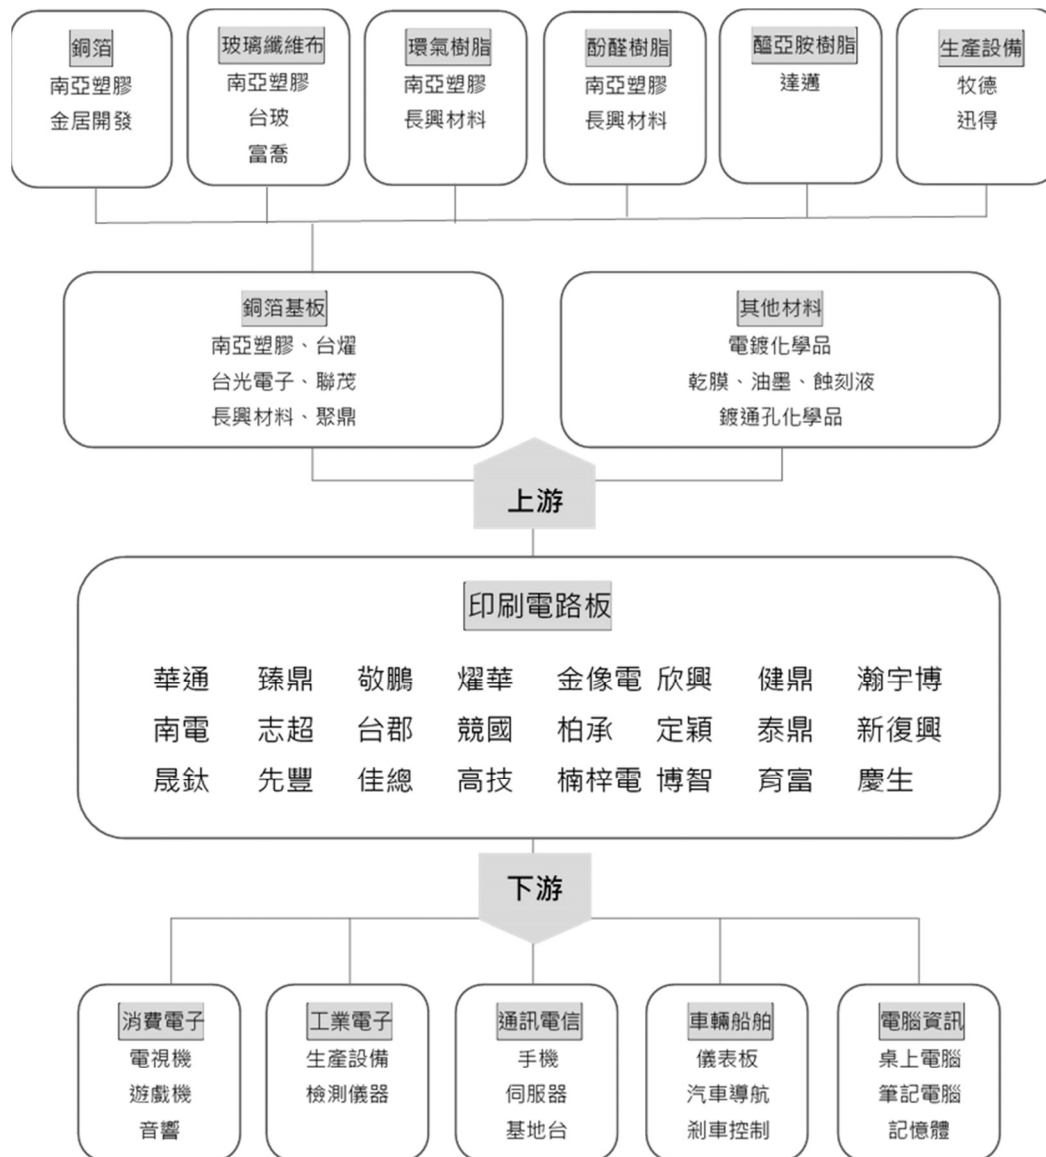 銅箔
南亞塑膠
金居開發
玻璃纖維布
南亞塑膠
台玻
富喬
環氣樹脂
南亞塑膠
長興材料
酚醛樹脂
南亞塑膠
長興材料
醯亞胺樹脂
達邁
生產設備
牧德
迅得
銅箔基板
南亞塑膠、台燿
台光電子、聯茂
長興材料、聚鼎
其他材料
電鍍化學品
乾膜、油墨、蝕刻液
鍍通孔化學品
上游
印刷電路板
華通 臻鼎 敬鵬 燿華 金像電 欣興 健鼎 瀚宇博
南電 志超 台郡 競國 柏承 定穎 泰鼎 新復興
晟鈦 先豐 佳總 高技 楠梓電 博智 育富 慶生
下游
消費電子
電視機
遊戲機
音響
工業電子
生產設備
檢測儀器
通訊電信
手機
伺服器
基地台
車輛船舶
儀表板
汽車導航
剎車控制
電腦資訊
桌上電腦
筆記電腦
記憶體